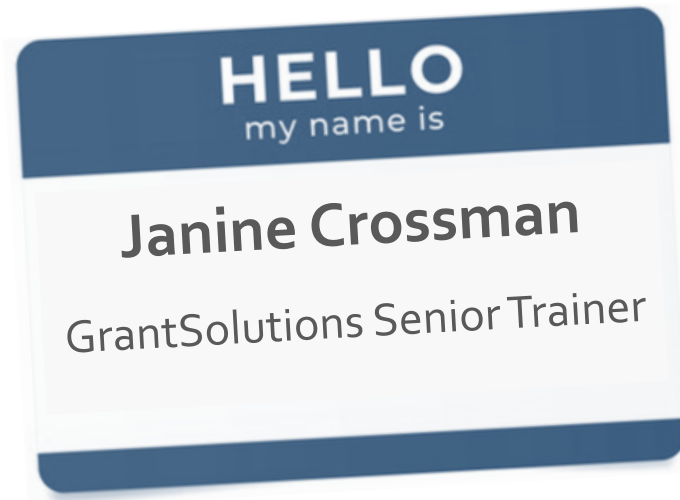 HELLO
my name is
Janine Crossman
GrantSolutions Senior Trainer